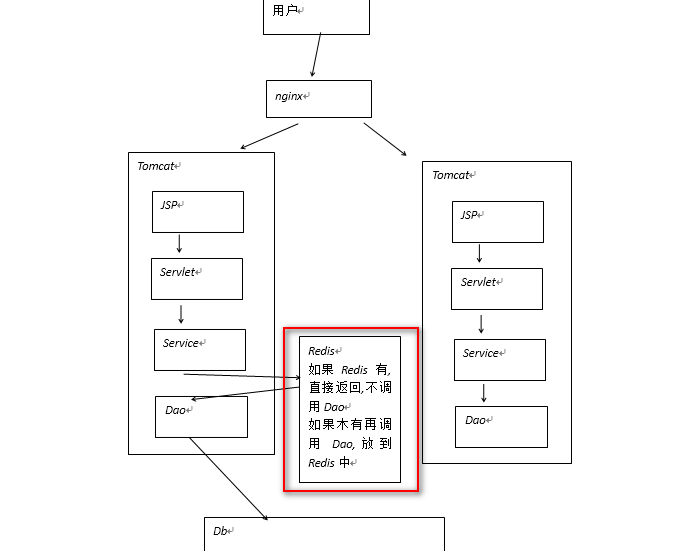 用户
nginx
Tomcat
JSP
Servlet
Service
Dao
Redis
如果 Redis 有,
直接返回,不调
用 Dao
如果木有再调
用 Dao, 放到
Redis 中
Tomcat
JSP
Servlet
Service
Dao
Db